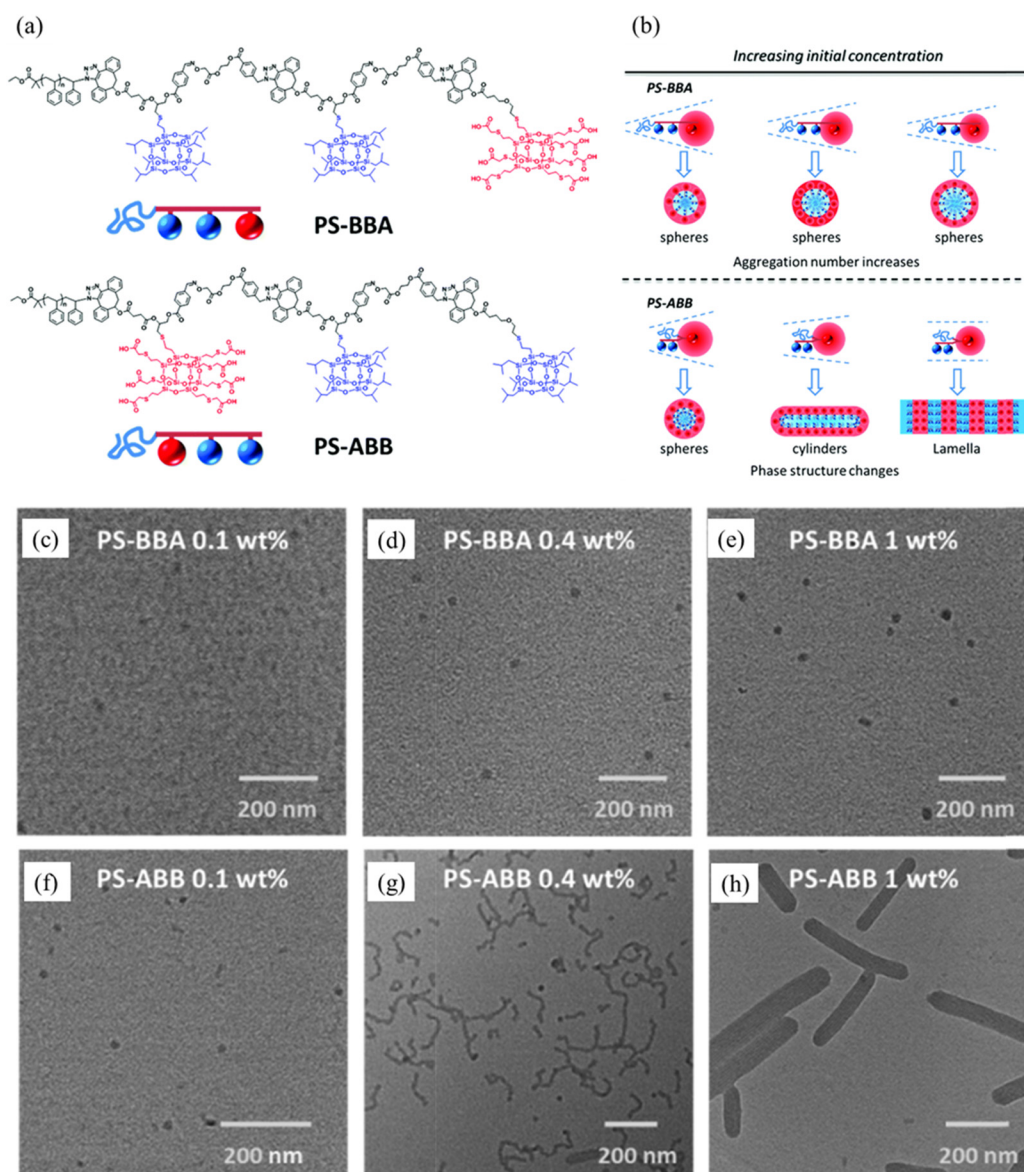 (a)
PS-BBA
PS-ABB
(b)
Increasing initial concentration
PS-BBA
spheres
spheres
spheres
Aggregation number increases
PS-ABB
spheres
cylinders
Lamella
Phase structure changes
(c)
PS-BBA 0.1 wt%
200 nm
(d)
PS-BBA 0.4 wt%
200 nm
(e)
PS-BBA 1 wt%
200 nm
(f)
PS-ABB 0.1 wt%
200 nm
(g)
PS-ABB 0.4 wt%
200 nm
(h)
PS-ABB 1 wt%
200 nm